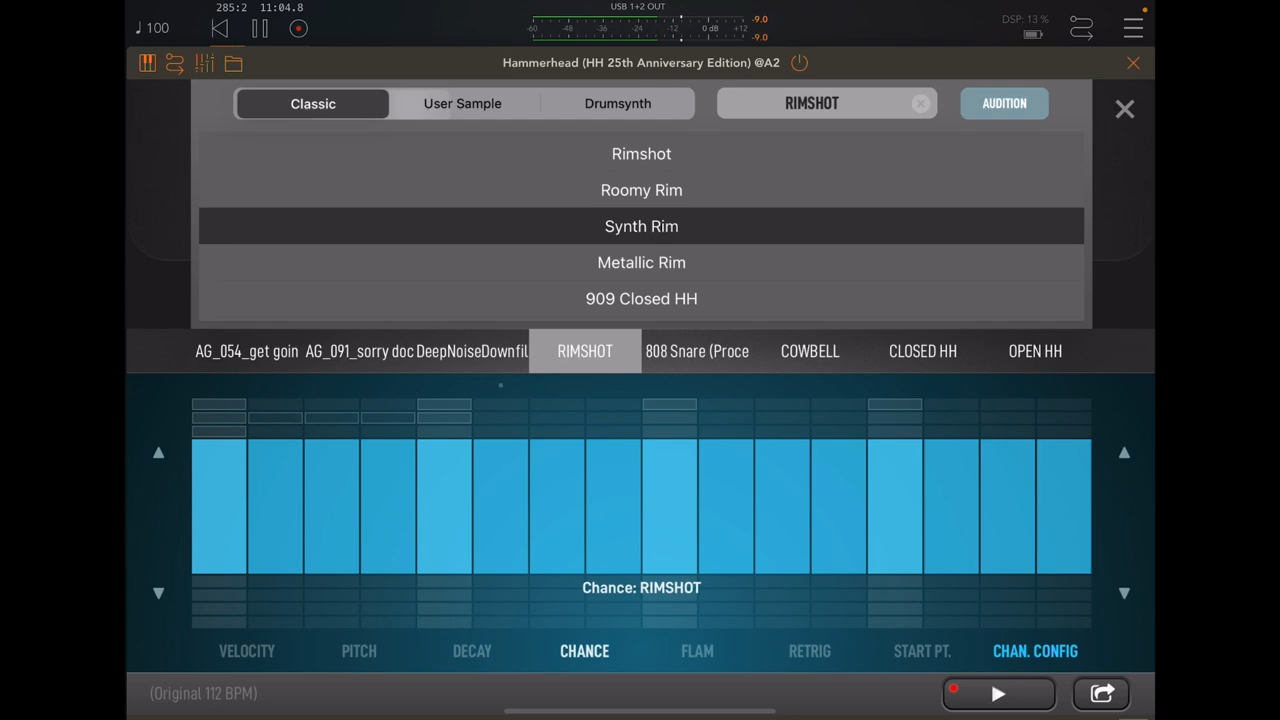 285:2 11:04.8
USB 1+2 OUT
100
-60 -48 -36 -24 -12 0 dB +12
-9.0
-9.0
DSP: 13 %
Hammerhead (HH 25th Anniversary Edition) @A2
Classic User Sample Drumsynth RIMSHOT AUDITION
Rimshot
Roomy Rim
Synth Rim
Metallic Rim
909 Closed HH
AG_054_get goin AG_091_sorry doc DeepNoiseDownfil RIMSHOT 808 Snare (Proce COWBELL CLOSED HH OPEN HH
Chance: RIMSHOT
VELOCITY PITCH DECAY CHANCE FLAM RETRIG START PT. CHAN. CONFIG
(Original 112 BPM)